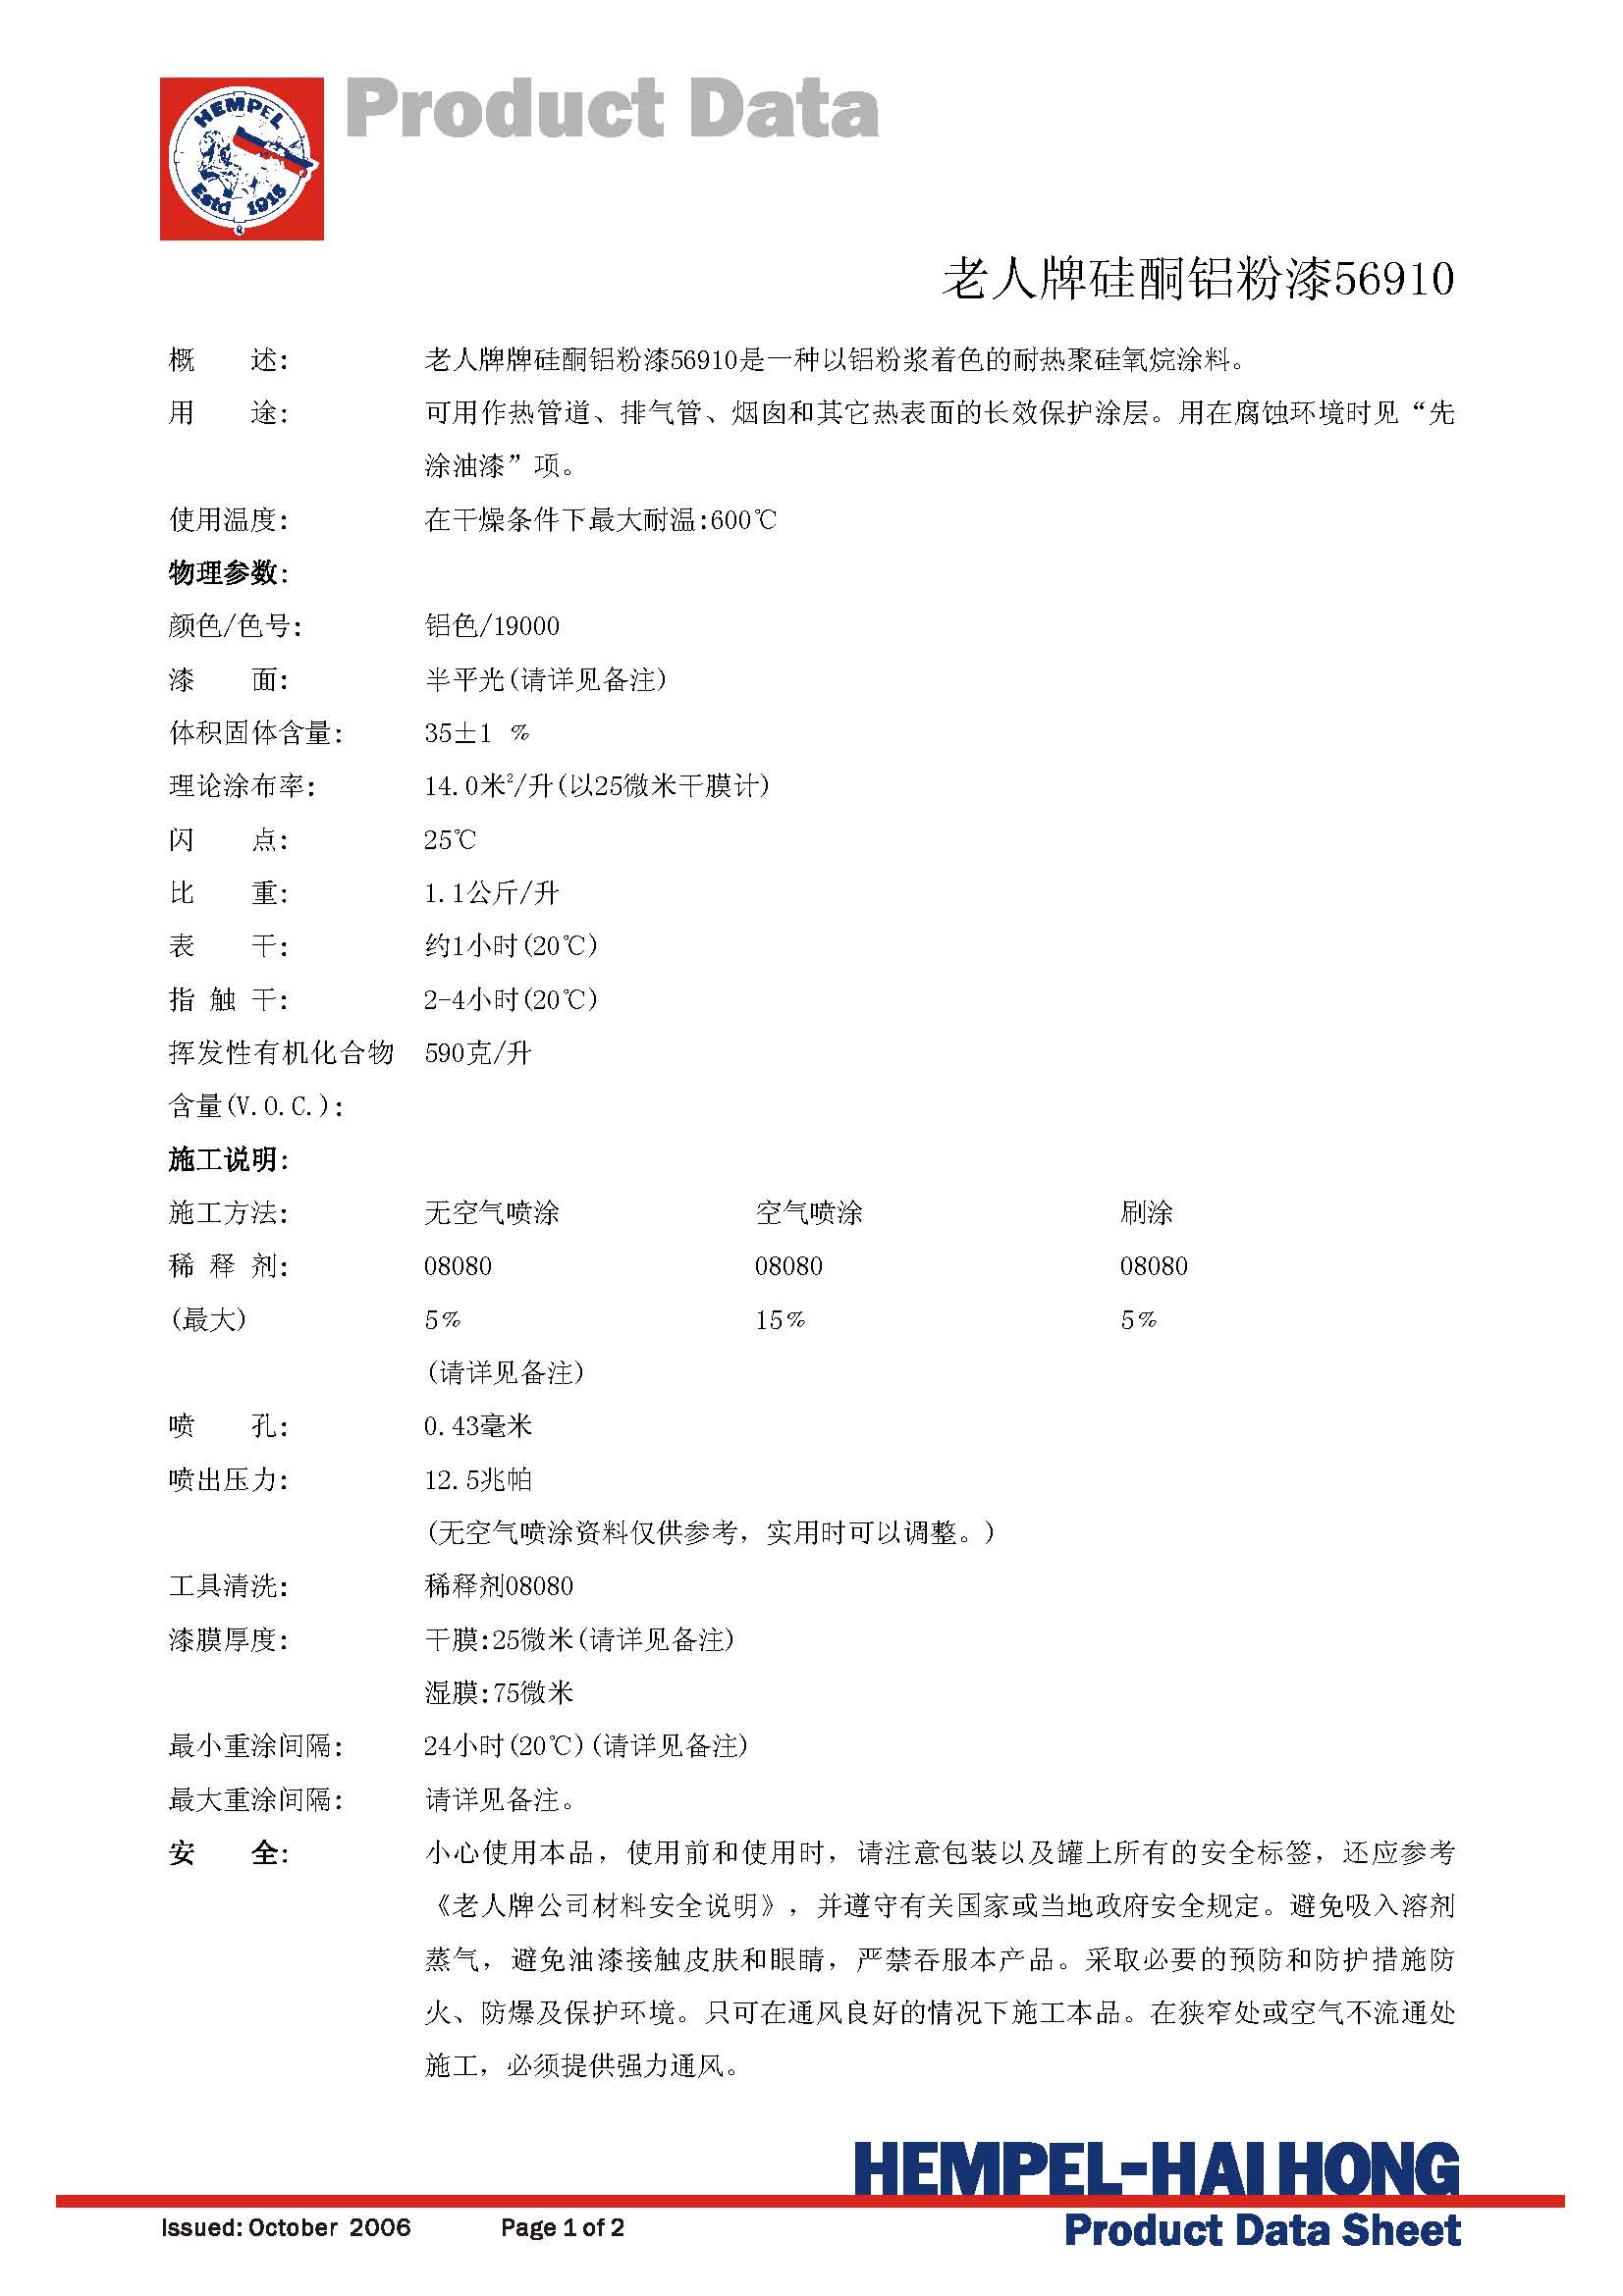 HEMPEL
Estd 1915
Product Data
老人牌硅酮铝粉漆56910
概 述: 老人牌牌硅酮铝粉漆56910是一种以铝粉浆着色的耐热聚硅氧烷涂料。
用 途: 可用作热管道、排气管、烟囱和其它热表面的长效保护涂层。用在腐蚀环境时见“先
涂油漆”项。
使用温度: 在干燥条件下最大耐温:600℃
物理参数:
颜色/色号: 铝色/19000
漆 面: 半平光(请详见备注)
体积固体含量: 35±1 %
理论涂布率: 14.0米²/升(以25微米干膜计)
闪 点: 25℃
比 重: 1.1公斤/升
表 干: 约1小时(20℃)
指 触 干: 2-4小时(20℃)
挥发性有机化合物 590克/升
含量(V.O.C.):
施工说明:
施工方法: 无空气喷涂 空气喷涂 刷涂
稀 释 剂: 08080 08080 08080
(最大) 5% 15% 5%
(请详见备注)
喷 孔: 0.43毫米
喷出压力: 12.5兆帕
(无空气喷涂资料仅供参考, 实用时可以调整。)
工具清洗: 稀释剂08080
漆膜厚度: 干膜:25微米(请详见备注)
湿膜:75微米
最小重涂间隔: 24小时(20℃)(请详见备注)
最大重涂间隔: 请详见备注。
安 全: 小心使用本品, 使用前和使用时, 请注意包装以及罐上所有的安全标签, 还应参考
《老人牌公司材料安全说明》, 并遵守有关国家或当地政府安全规定。避免吸入溶剂
蒸气, 避免油漆接触皮肤和眼睛, 严禁吞服本产品。采取必要的预防和防护措施防
火、防爆及保护环境。只可在通风良好的情况下施工本品。在狭窄处或空气不流通处
施工, 必须提供强力通风。
HEMPEL-HAI HONG
Issued: October 2006 Page 1 of 2
Product Data Sheet